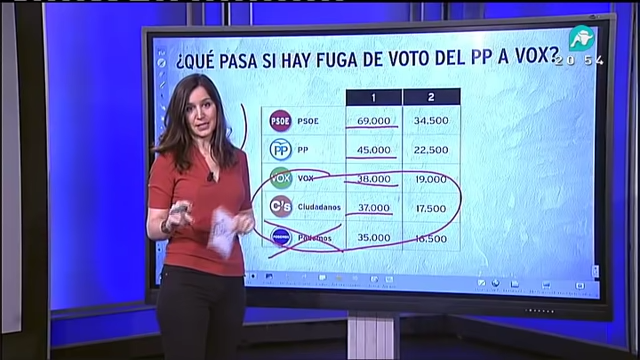 ¿QUÉ PASA SI HAY FUGA DE VOTO DEL PP A VOX?
20 54
1 2
PSOE PSOE 69.000 34.500
PP PP 45.000 22.500
VOX VOX 38.000 19.000
C's Ciudadanos 37.000 17.500
PODEMOS Podemos 35.000 16.500